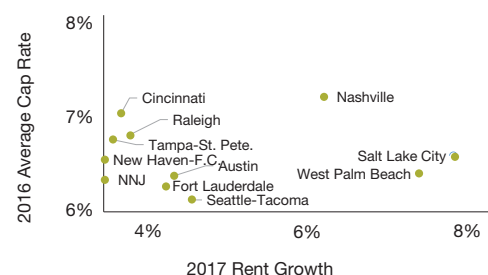 8%
7%
6%
2016 Average Cap Rate
Cincinnati
Nashville
Raleigh
Tampa-St. Pete.
New Haven-F.C.
Austin
Salt Lake City
West Palm Beach
NNJ
Fort Lauderdale
Seattle-Tacoma
4%
6%
8%
2017 Rent Growth